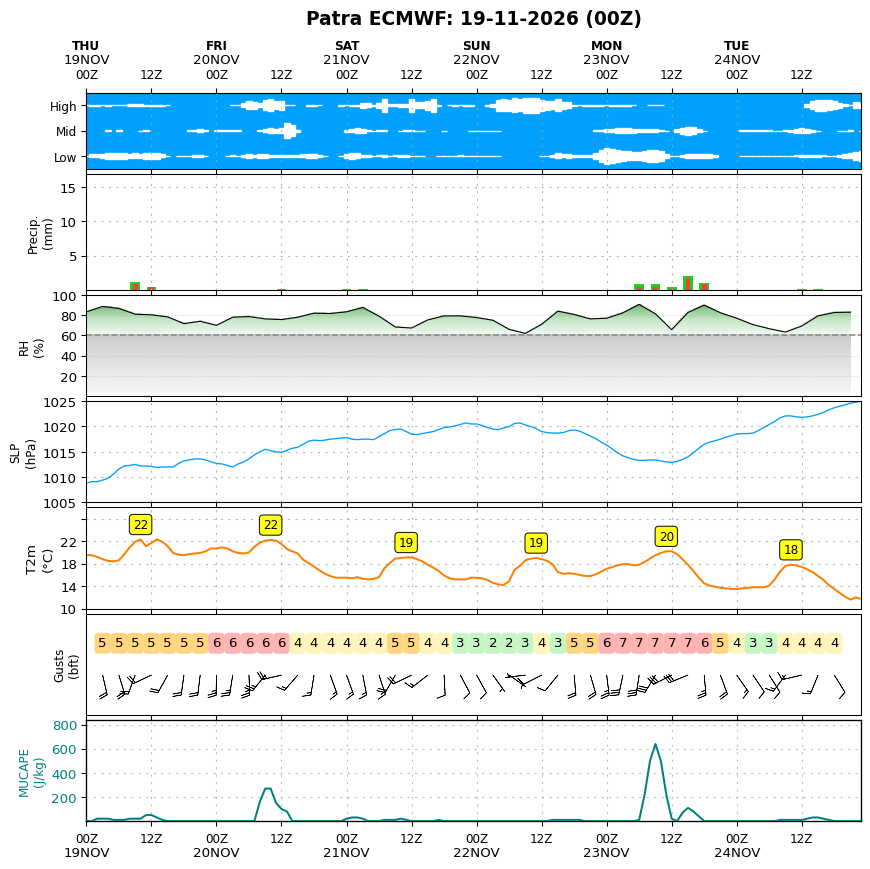 Patra ECMWF: 19-11-2026 (00Z)
THU FRI SAT SUN MON TUE
19NOV 20NOV 21NOV 22NOV 23NOV 24NOV
00Z 12Z 00Z 12Z 00Z 12Z 00Z 12Z 00Z 12Z 00Z 12Z
High
Mid
Low
Precip.
(mm)
15
10
5
RH
(%)
100
80
60
40
20
SLP
(hPa)
1025
1020
1015
1010
1005
T2m
(°C)
22
18
14
10
22 22 19 19 20 18
Gusts
(bft)
5 5 5 5 5 5 5 6 6 6 6 6 4 4 4 4 4 4 5 5 4 4 3 3 2 2 3 4 3 5 5 6 7 7 7 7 7 6 5 4 3 3 4 4 4 4
MUCAPE
(J/kg)
800
600
400
200
00Z 12Z 00Z 12Z 00Z 12Z 00Z 12Z 00Z 12Z 00Z 12Z
19NOV 20NOV 21NOV 22NOV 23NOV 24NOV